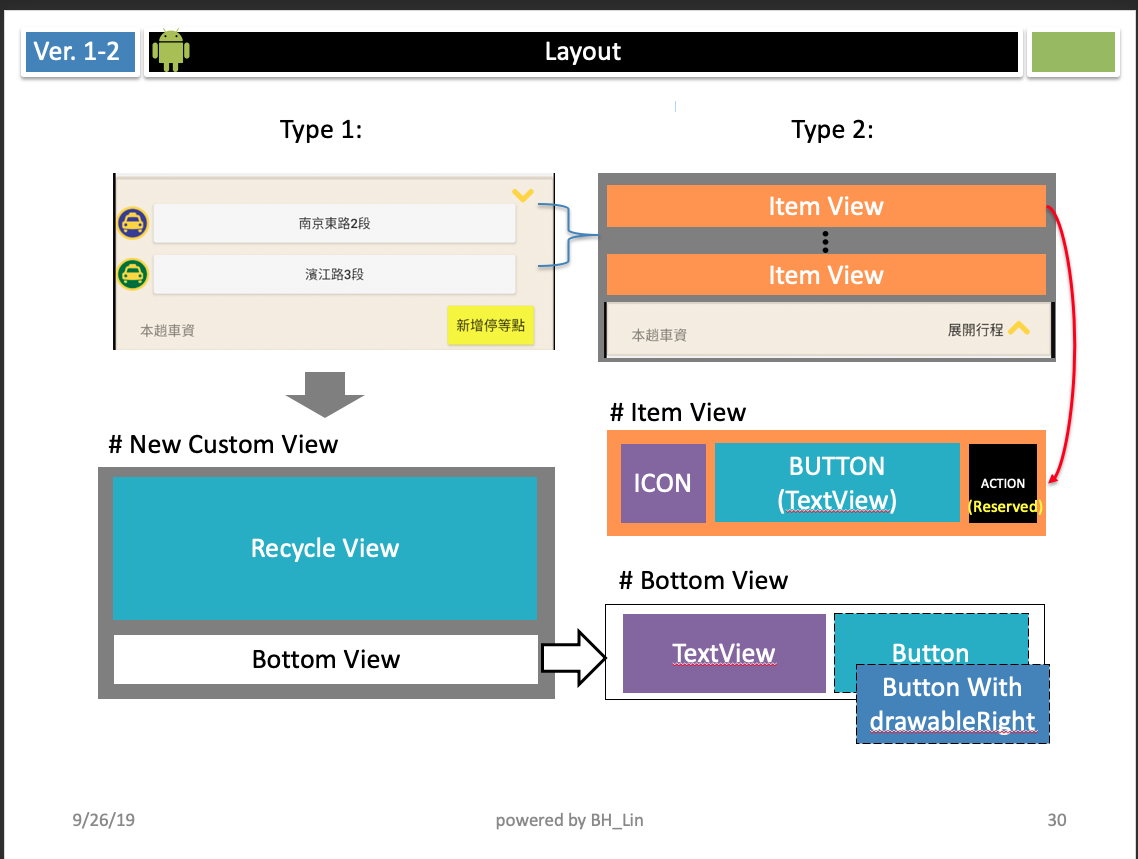 Ver. 1-2
Layout
Type 1:
Type 2:
南京東路2段
濱江路3段
本趟車資
新增停等點
Item View
Item View
本趟車資
展開行程
# New Custom View
Recycle View
Bottom View
# Item View
ICON
BUTTON
(TextView)
ACTION
(Reserved)
# Bottom View
TextView
Button
Button With
drawableRight
9/26/19
powered by BH_Lin
30